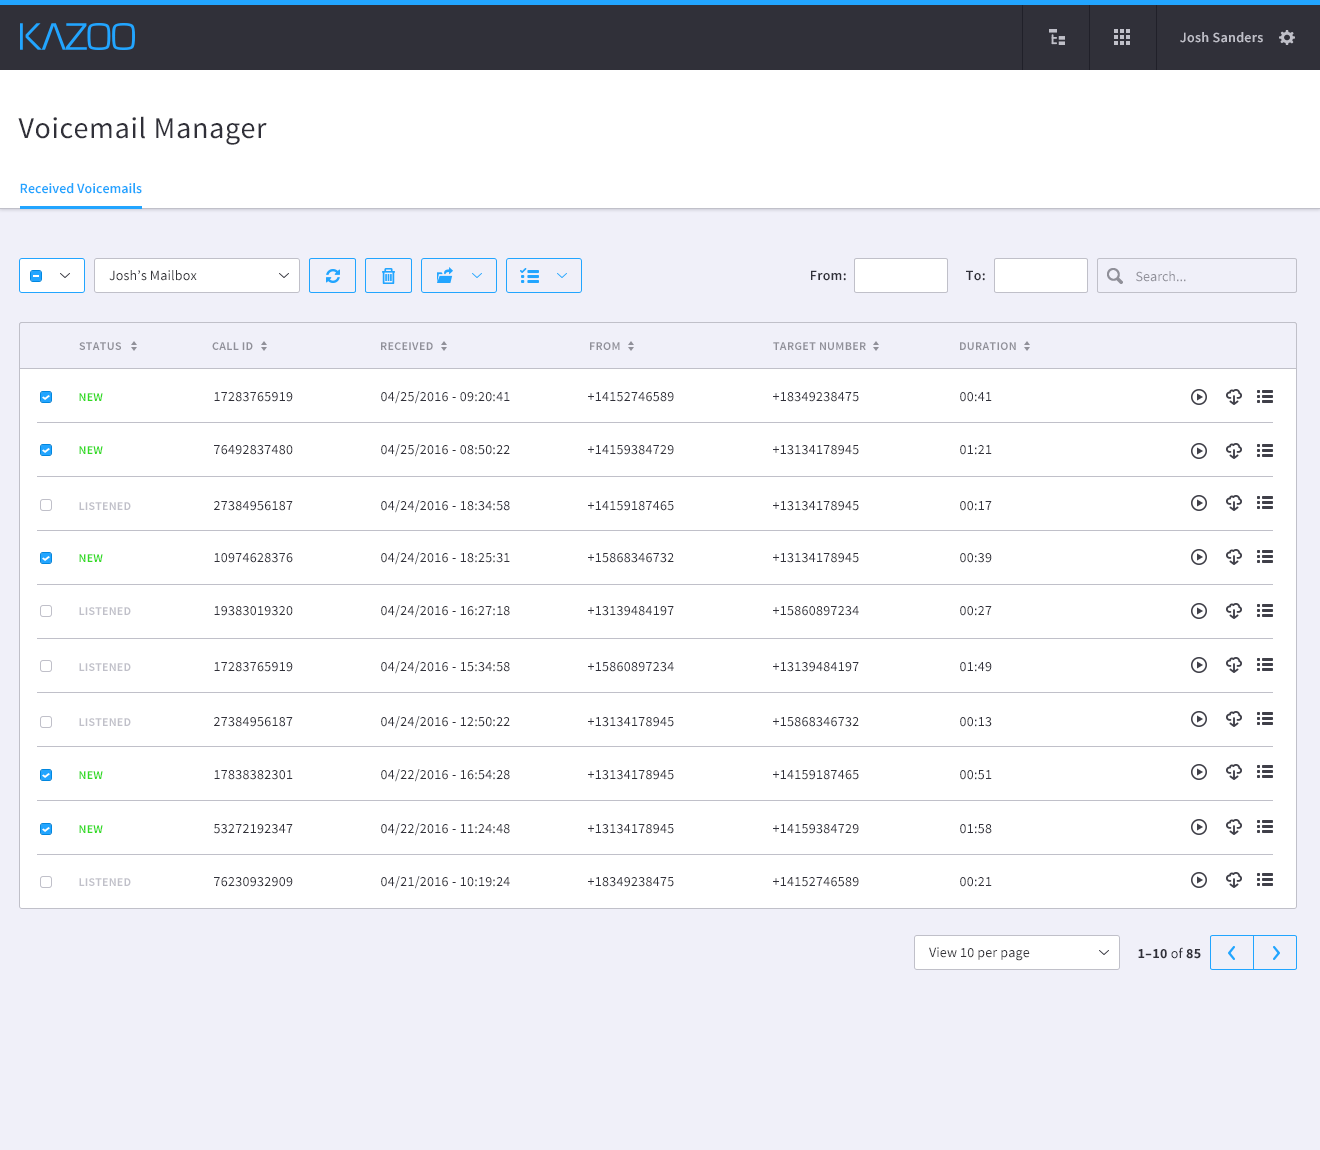 KAZOO
Josh Sanders
Voicemail Manager
Received Voicemails
Josh's Mailbox From: To: Search...
STATUS CALL ID RECEIVED FROM TARGET NUMBER DURATION
NEW 17283765919 04/25/2016 - 09:20:41 +14152746589 +18349238475 00:41
NEW 76492837480 04/25/2016 - 08:50:22 +14159384729 +13134178945 01:21
LISTENED 27384956187 04/24/2016 - 18:34:58 +14159187465 +13134178945 00:17
NEW 10974628376 04/24/2016 - 18:25:31 +15868346732 +13134178945 00:39
LISTENED 19383019320 04/24/2016 - 16:27:18 +13139484197 +15860897234 00:27
LISTENED 17283765919 04/24/2016 - 15:34:58 +15860897234 +13139484197 01:49
LISTENED 27384956187 04/24/2016 - 12:50:22 +13134178945 +15868346732 00:13
NEW 17838382301 04/22/2016 - 16:54:28 +13134178945 +14159187465 00:51
NEW 53272192347 04/22/2016 - 11:24:48 +13134178945 +14159384729 01:58
LISTENED 76230932909 04/21/2016 - 10:19:24 +18349238475 +14152746589 00:21
View 10 per page 1–10 of 85